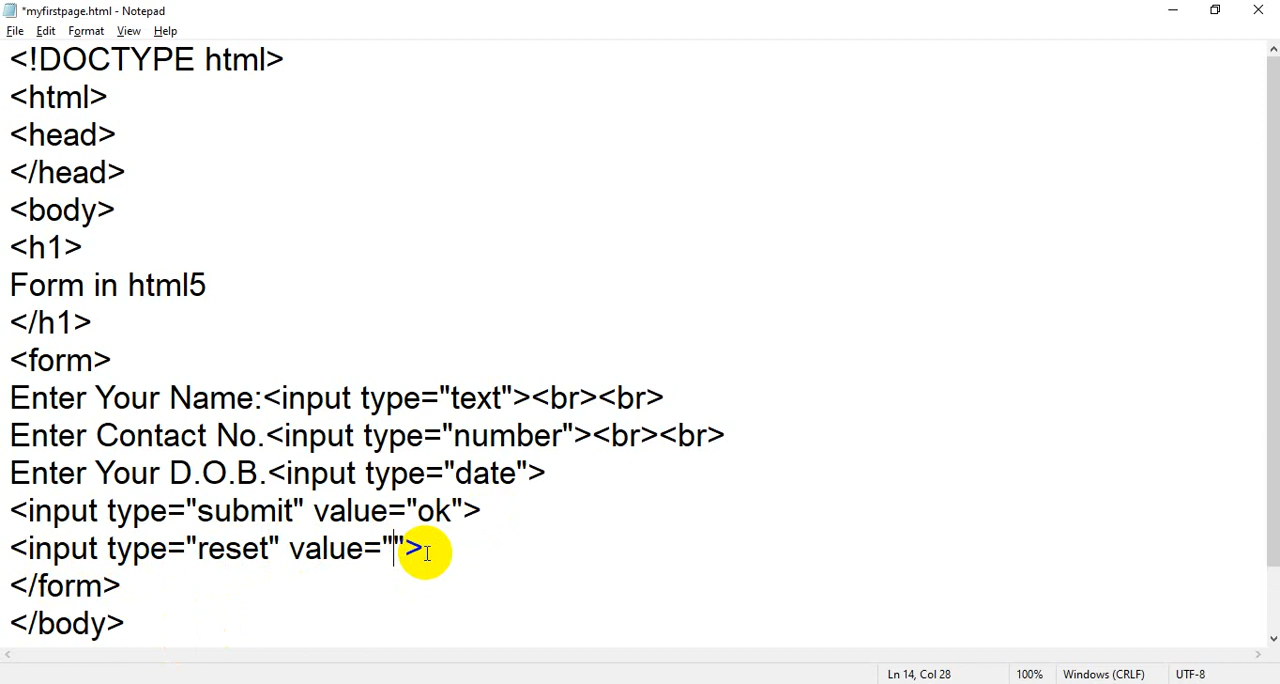 *myfirstpage.html - Notepad
File Edit Format View Help
<!DOCTYPE html>
<html>
<head>
</head>
<body>
<h1>
Form in html5
</h1>
<form>
Enter Your Name:<input type="text"><br><br>
Enter Contact No.<input type="number"><br><br>
Enter Your D.O.B.<input type="date">
<input type="submit" value="ok">
<input type="reset" value="">
</form>
</body>
Ln 14, Col 28 100% Windows (CRLF) UTF-8